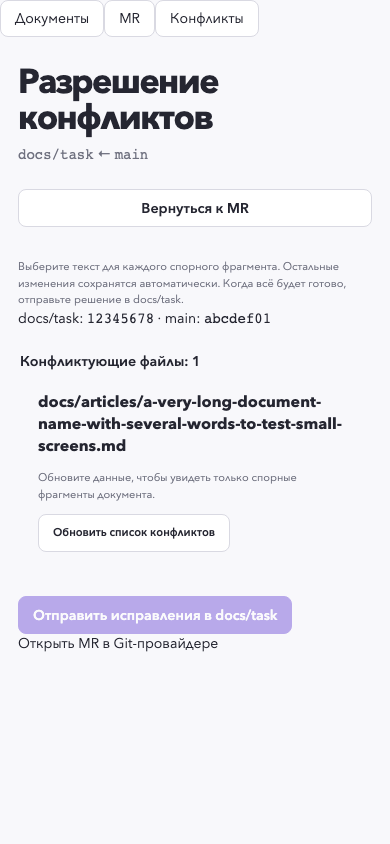 Документы MR Конфликты
Разрешение
конфликтов
docs/task ← main
Вернуться к MR
Выберите текст для каждого спорного фрагмента. Остальные
изменения сохранятся автоматически. Когда всё будет готово,
отправьте решение в docs/task.
docs/task: 12345678 · main: abcdef01
Конфликтующие файлы: 1
docs/articles/a-very-long-document-
name-with-several-words-to-test-small-
screens.md
Обновите данные, чтобы увидеть только спорные
фрагменты документа.
Обновить список конфликтов
Отправить исправления в docs/task
Открыть MR в Git-провайдере